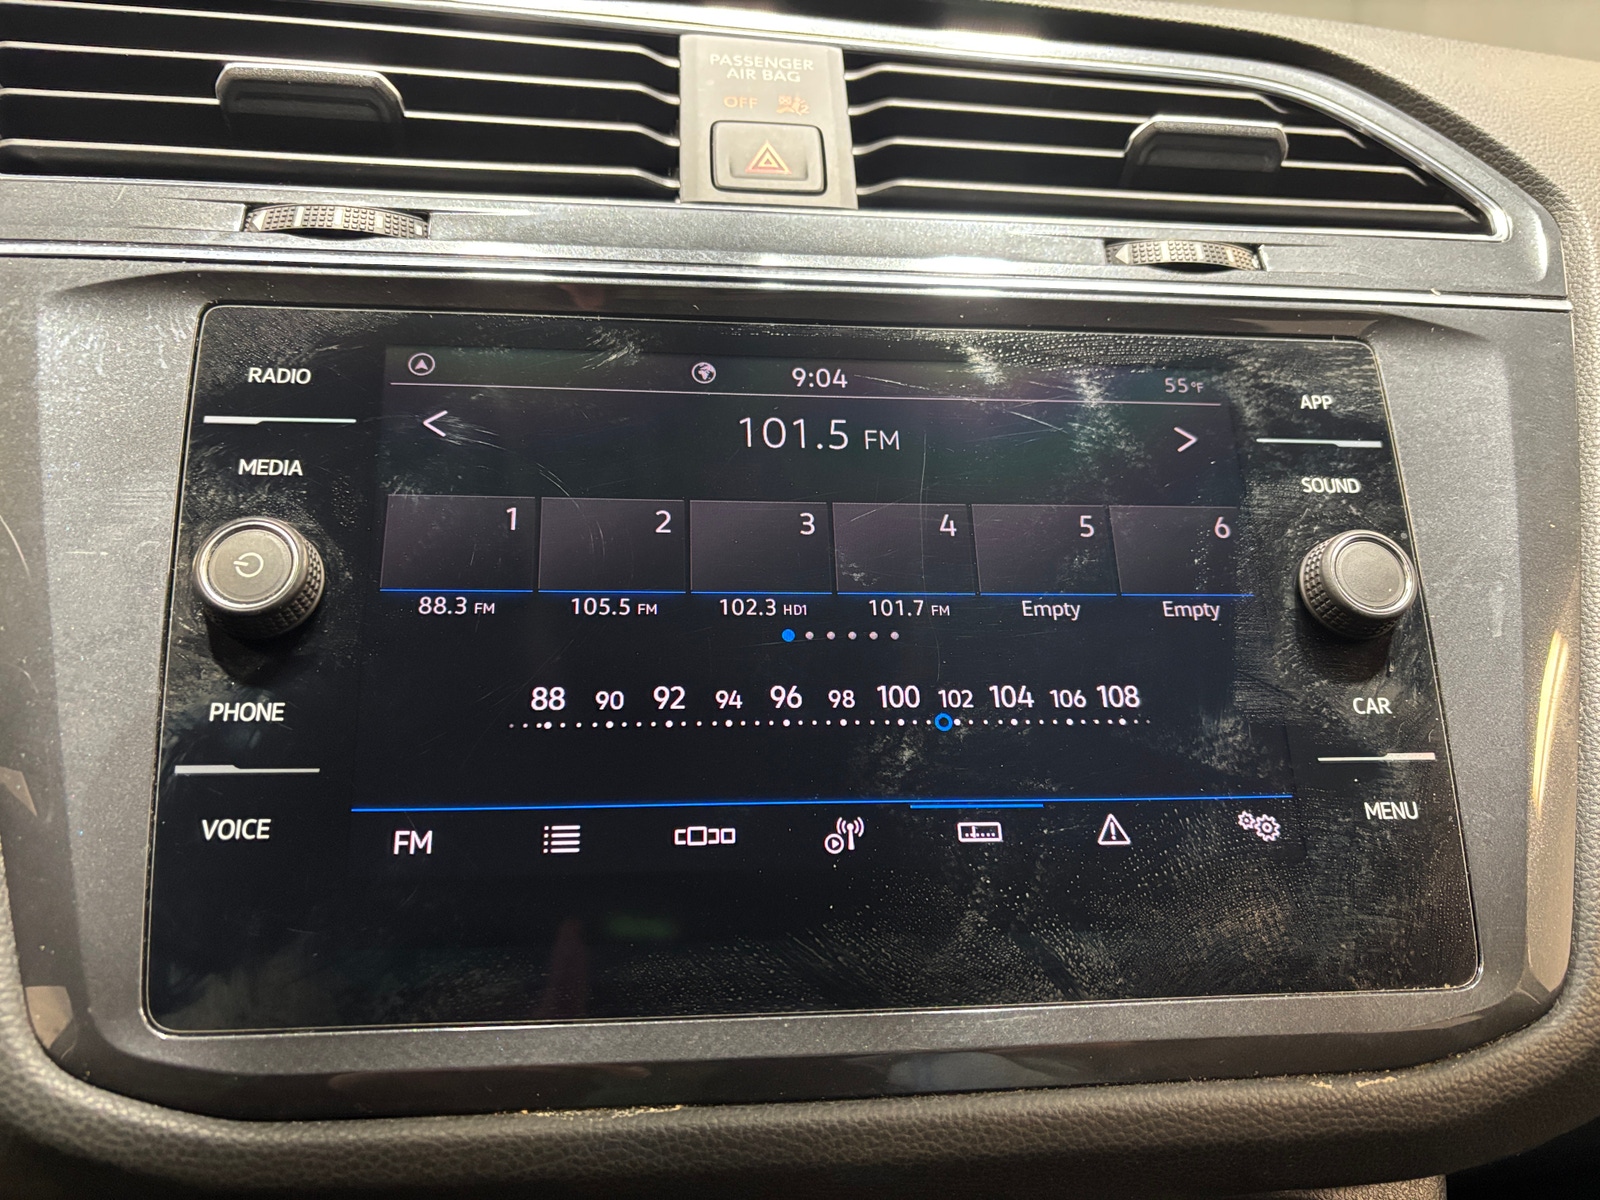 PASSENGER
AIR BAG
OFF
RADIO
MEDIA
PHONE
VOICE
9:04
55°F
< 101.5 FM >
1 2 3 4 5 6
88.3 FM 105.5 FM 102.3 HD1 101.7 FM Empty Empty
88 90 92 94 96 98 100 102 104 106 108
FM
APP
SOUND
CAR
MENU